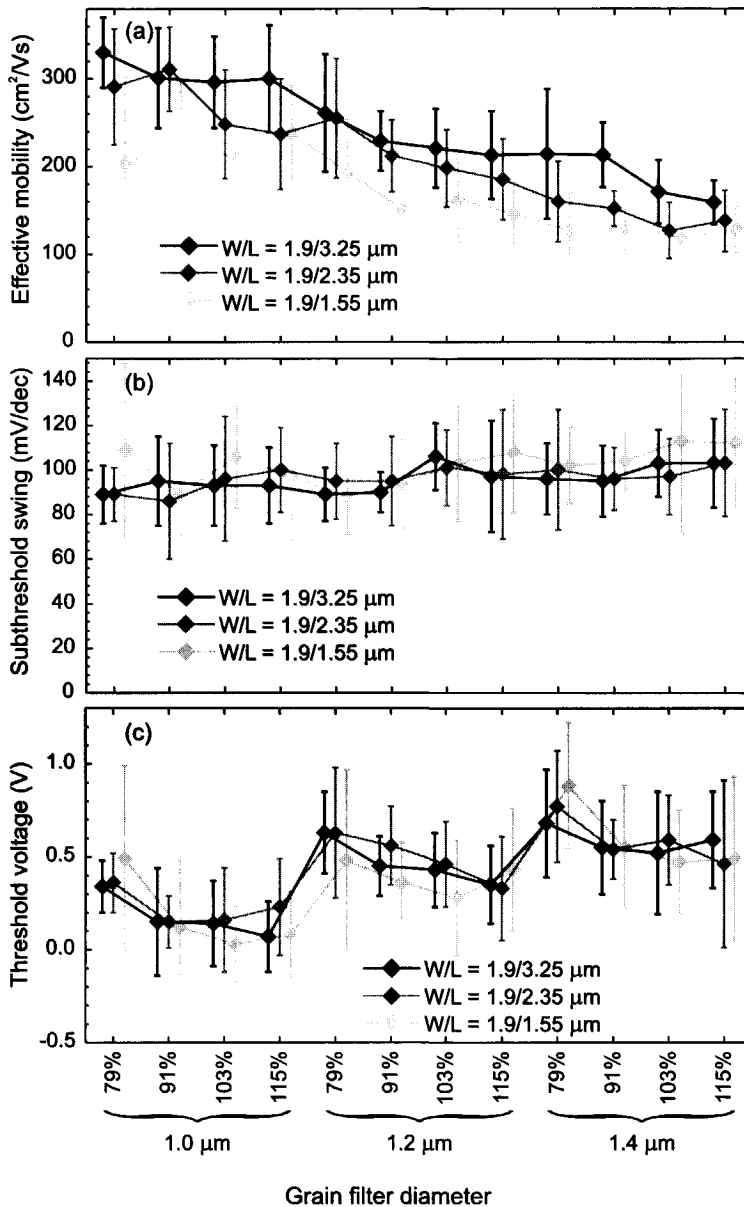 (a)
Effective mobility (cm²/Vs)
300
200
100
0
W/L = 1.9/3.25 μm
W/L = 1.9/2.35 μm
W/L = 1.9/1.55 μm
(b)
Subthreshold swing (mV/dec)
140
120
100
80
60
40
20
0
W/L = 1.9/3.25 μm
W/L = 1.9/2.35 μm
W/L = 1.9/1.55 μm
(c)
Threshold voltage (V)
1.0
0.5
0.0
-0.5
W/L = 1.9/3.25 μm
W/L = 1.9/2.35 μm
W/L = 1.9/1.55 μm
79% 91% 103% 115% 79% 91% 103% 115% 79% 91% 103% 115%
1.0 μm 1.2 μm 1.4 μm
Grain filter diameter